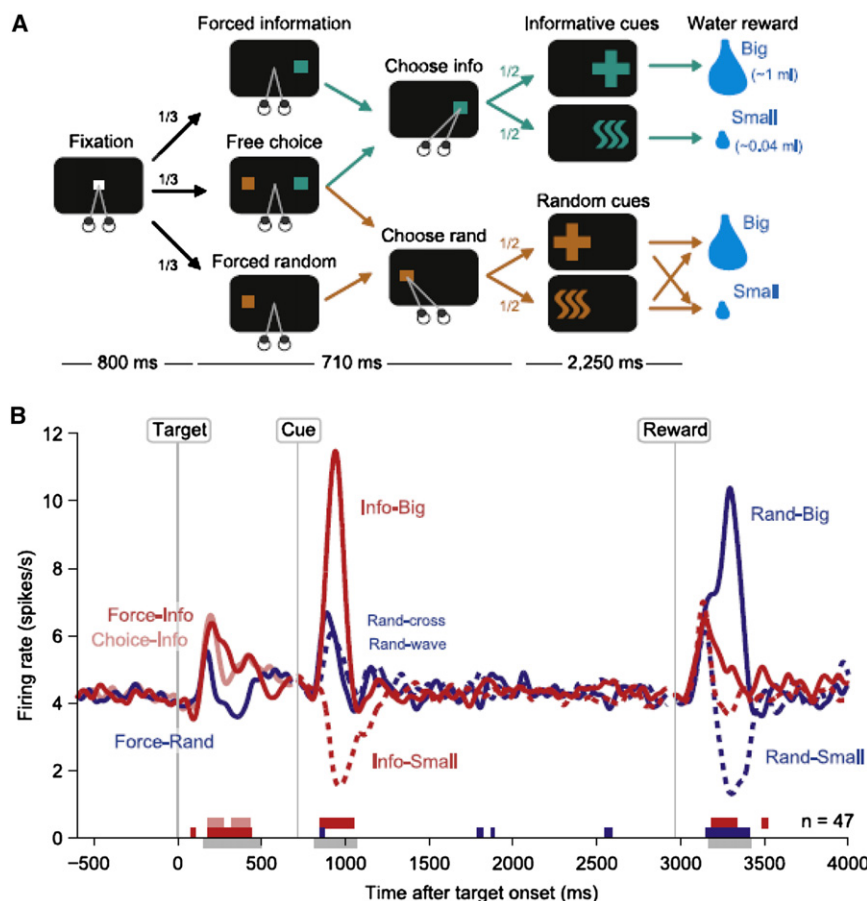 A
Forced information
Informative cues
Water reward
Choose info
Big
(~1 ml)
1/2
Fixation
1/3
Free choice
1/2
Small
(~0.04 ml)
1/3
Random cues
Choose rand
1/2
Big
1/3
Forced random
1/2
Small
800 ms
710 ms
2,250 ms
B
Target
Cue
Reward
12
10
8
6
4
2
0
Firing rate (spikes/s)
Info-Big
Rand-Big
Force-Info
Choice-Info
Rand-cross
Rand-wave
Force-Rand
Info-Small
Rand-Small
n = 47
−500
0
500
1000
1500
2000
2500
3000
3500
4000
Time after target onset (ms)